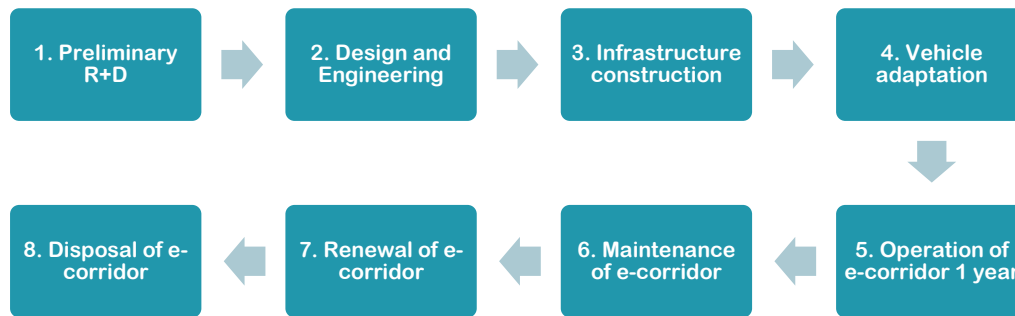 1. Preliminary
R+D
2. Design and
Engineering
3. Infrastructure
construction
4. Vehicle
adaptation
5. Operation of
e-corridor 1 year
6. Maintenance
of e-corridor
7. Renewal of e-
corridor
8. Disposal of e-
corridor